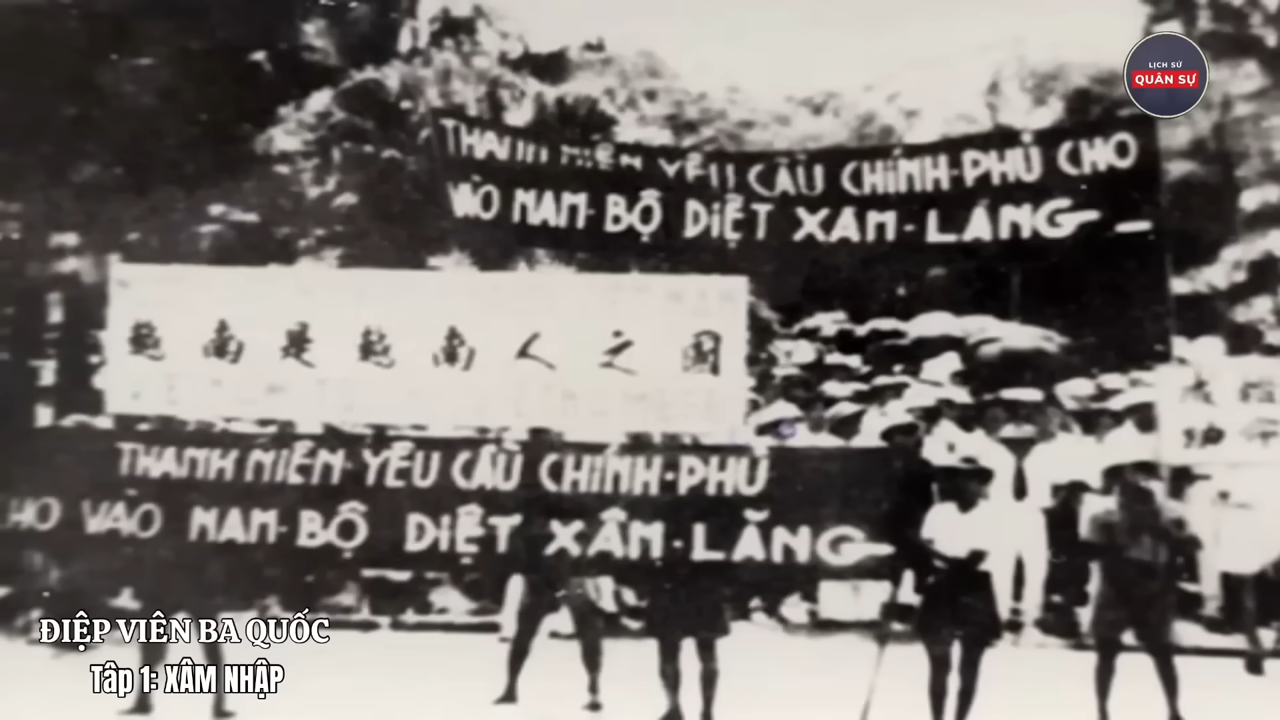 LỊCH SỬ
QUÂN SỰ
THANH NIÊN YÊU CẦU CHÍNH-PHỦ CHO
VÀO NAM-BỘ DIỆT XÂM-LĂNG
越南是越南人之國
THANH NIÊN YÊU CẦU CHÍNH-PHỦ
HO VÀO NAM-BỘ DIỆT XÂM-LĂNG
ĐIỆP VIÊN BA QUỐC
Tập 1: XÂM NHẬP